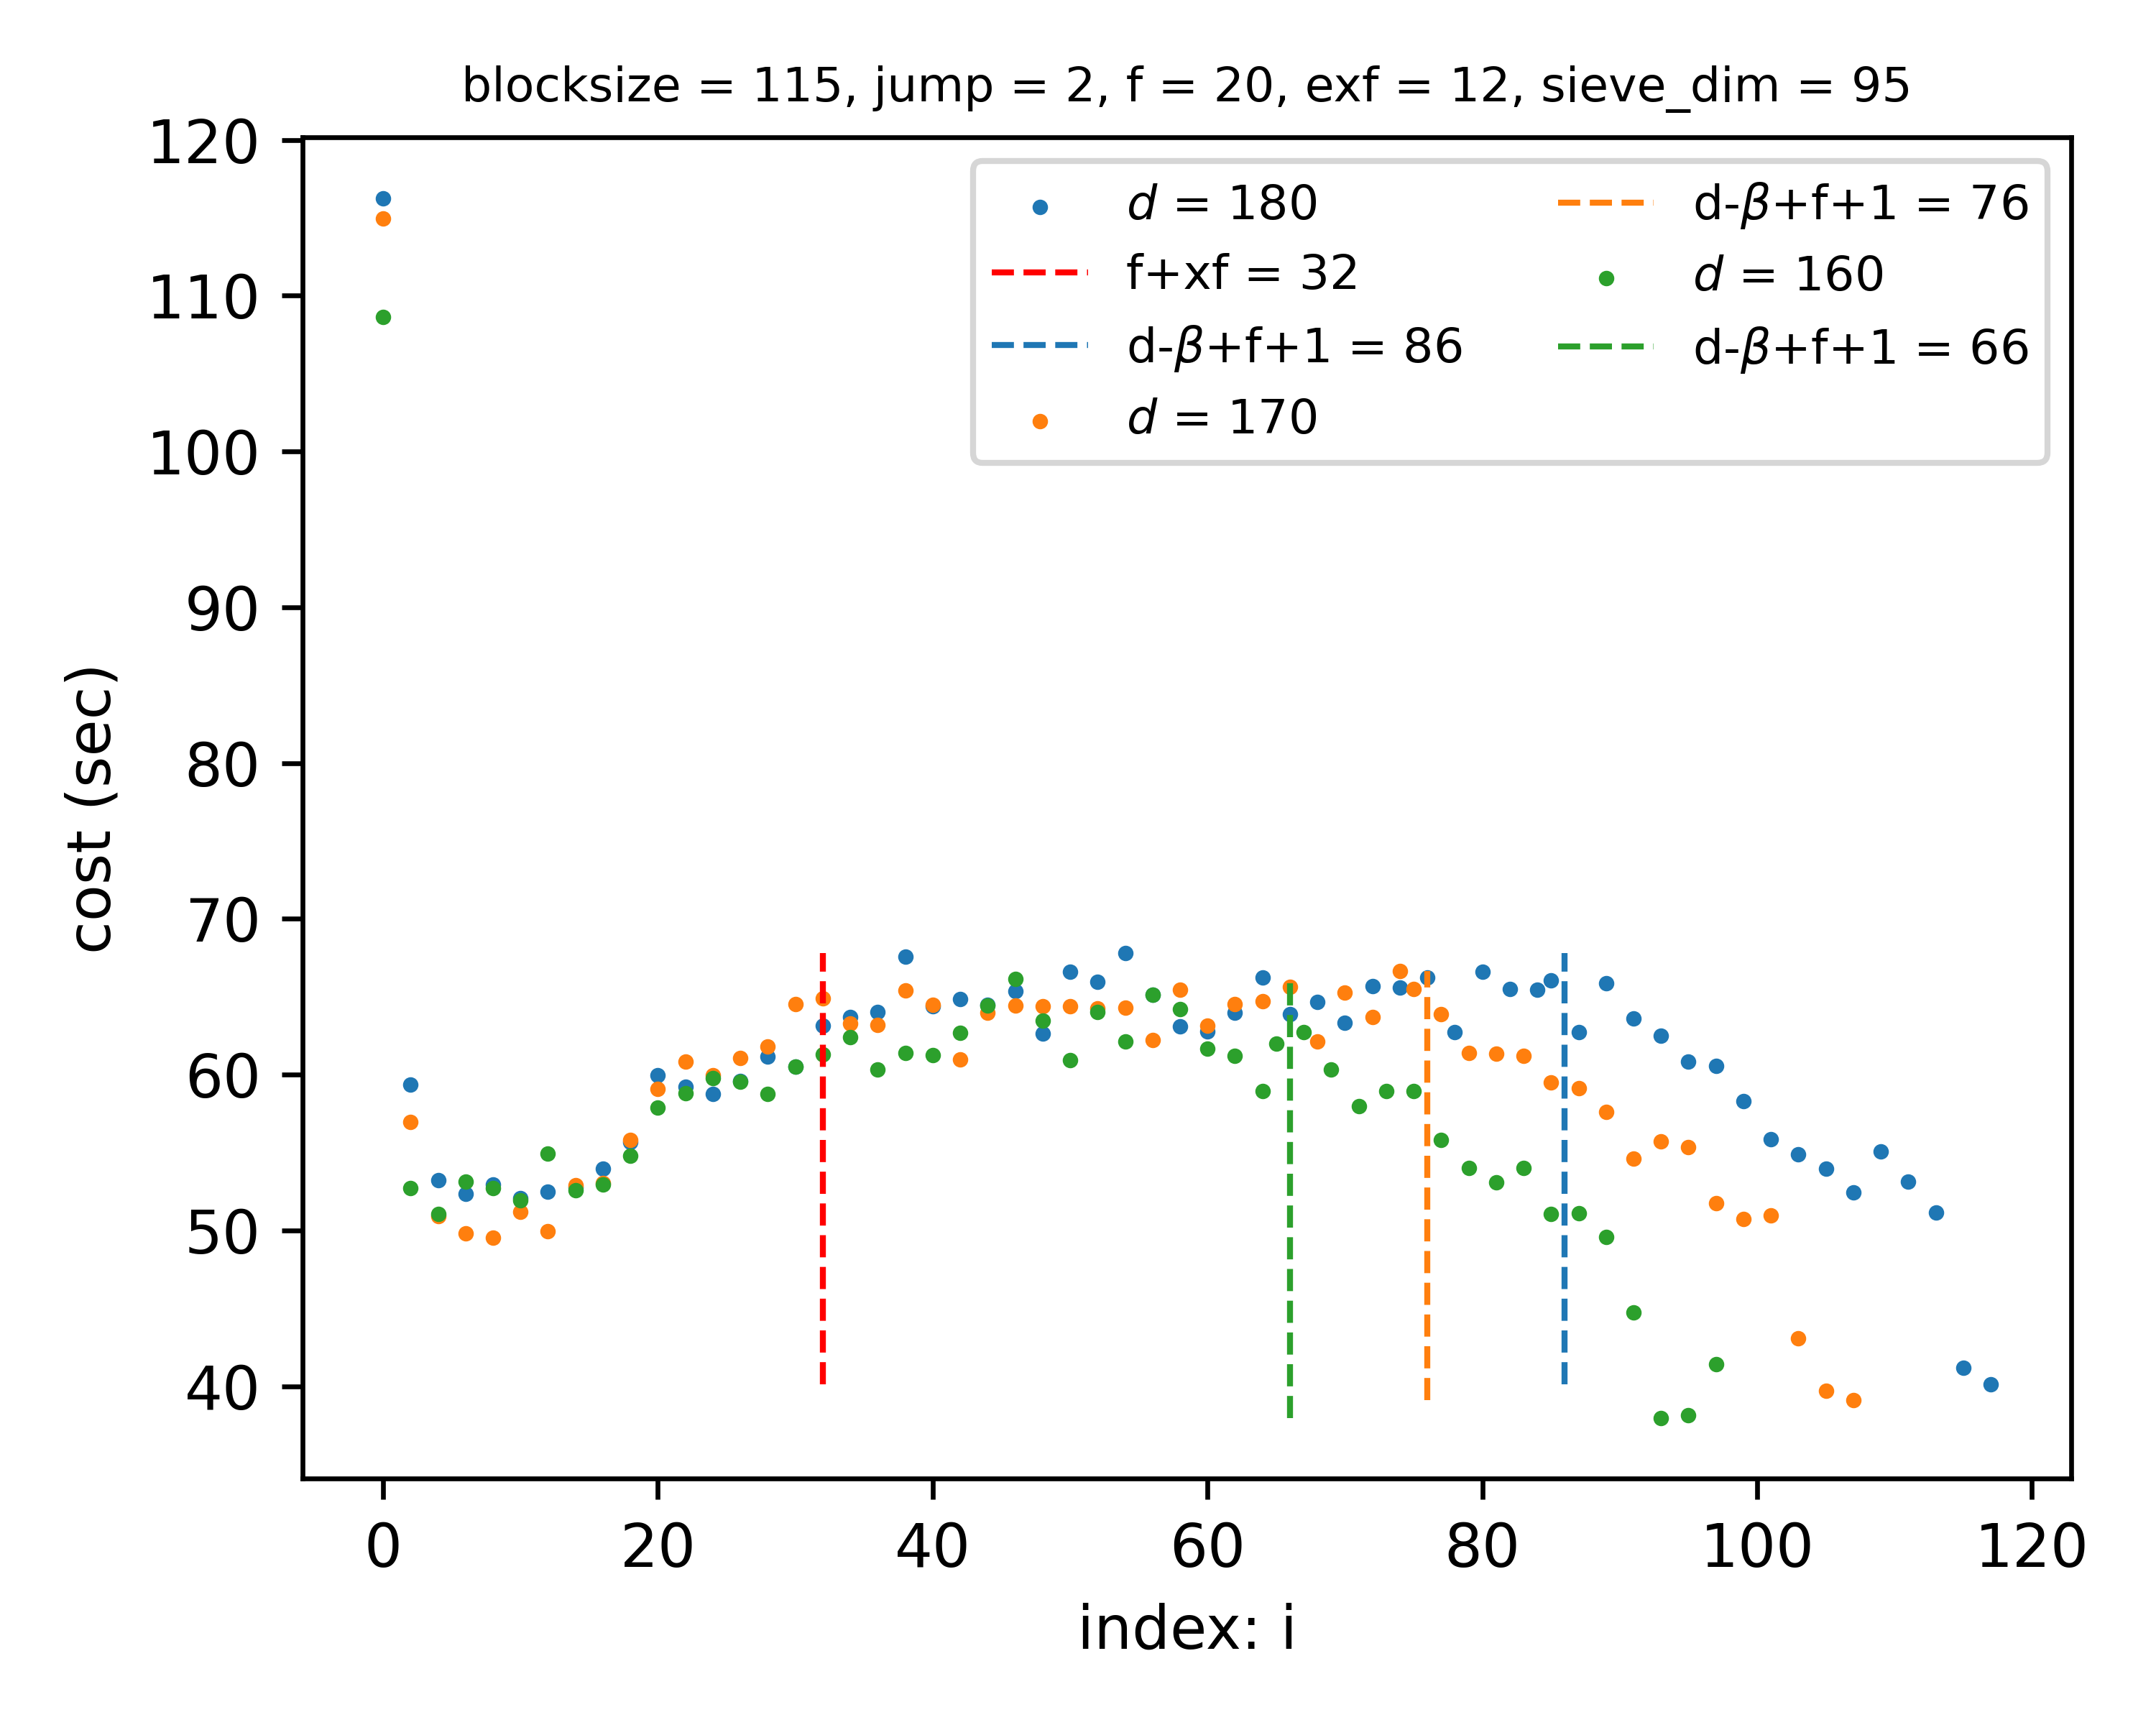 blocksize = 115, jump = 2, f = 20, exf = 12, sieve_dim = 95
120
110
100
90
80
70
60
50
40
cost (sec)
d = 180
f+xf = 32
d-β+f+1 = 86
d = 170
d-β+f+1 = 76
d = 160
d-β+f+1 = 66
0 20 40 60 80 100 120
index: i